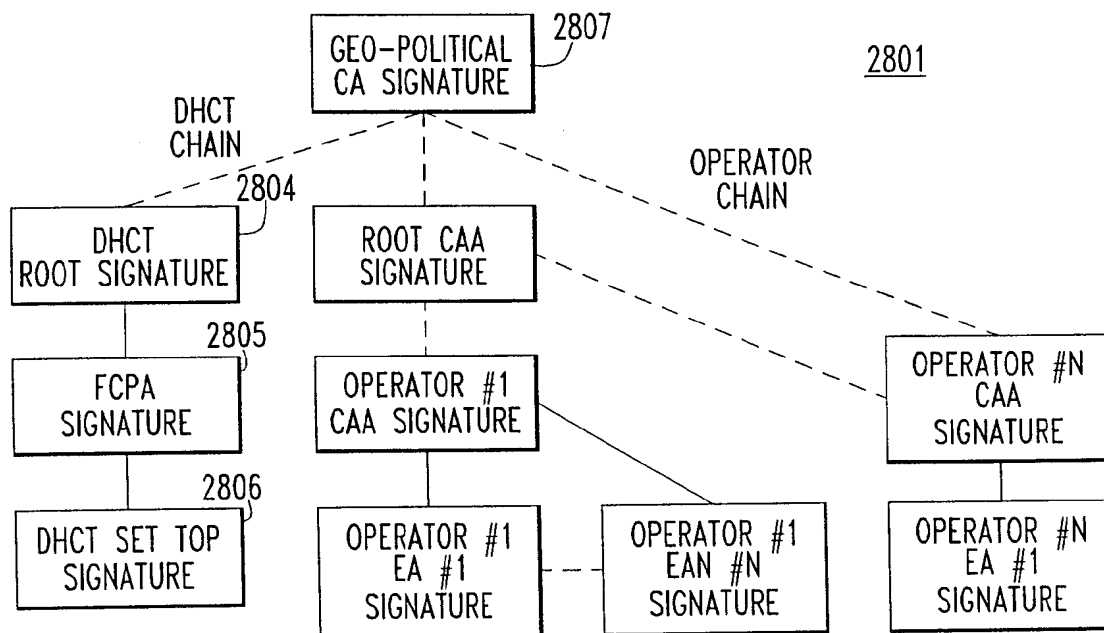 GEO-POLITICAL
CA SIGNATURE
2807
2801
DHCT
CHAIN
OPERATOR
CHAIN
2804
DHCT
ROOT SIGNATURE
ROOT CAA
SIGNATURE
2805
FCPA
SIGNATURE
OPERATOR #1
CAA SIGNATURE
OPERATOR #N
CAA
SIGNATURE
2806
DHCT SET TOP
SIGNATURE
OPERATOR #1
EA #1
SIGNATURE
OPERATOR #1
EAN #N
SIGNATURE
OPERATOR #N
EA #1
SIGNATURE